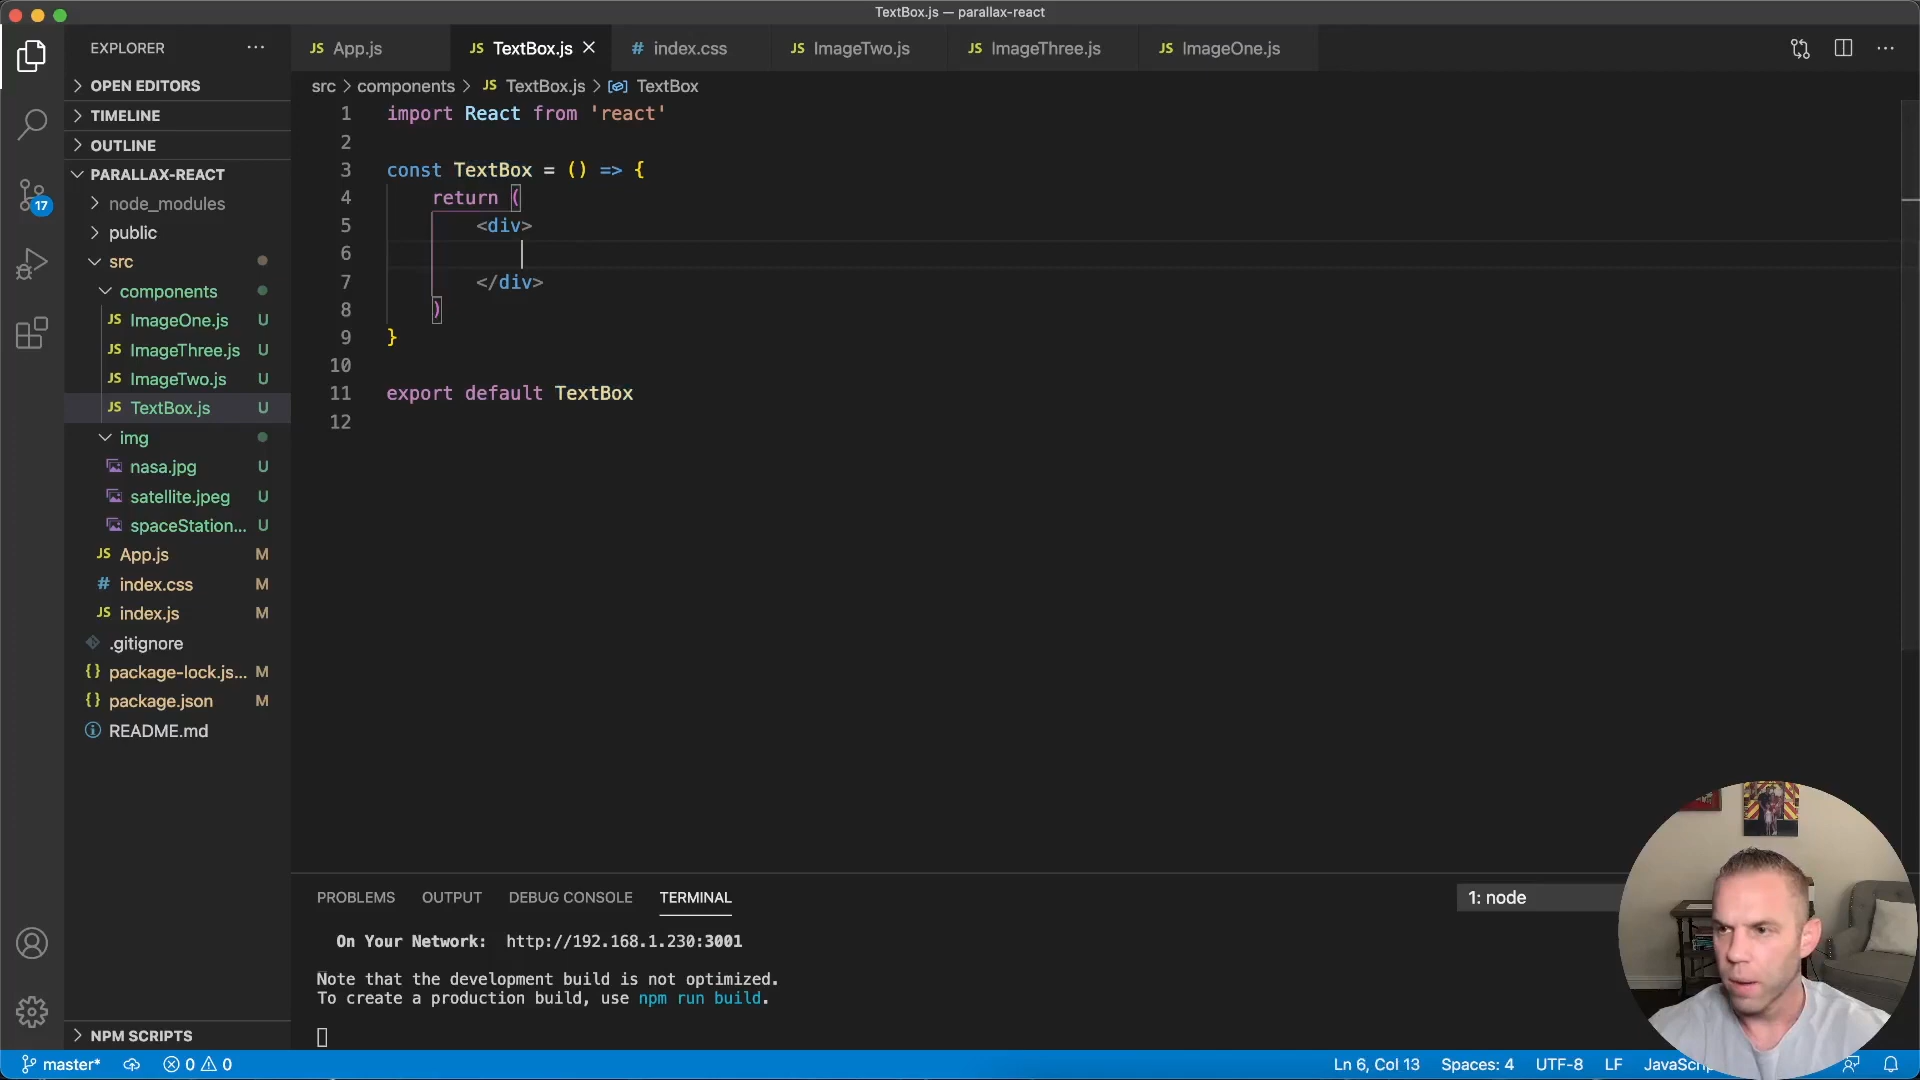 TextBox.js — parallax-react
EXPLORER
OPEN EDITORS
TIMELINE
OUTLINE
PARALLAX-REACT
node_modules
public
src
components
JS ImageOne.js U
JS ImageThree.js U
JS ImageTwo.js U
JS TextBox.js U
img
nasa.jpg U
satellite.jpeg U
spaceStation... U
JS App.js M
# index.css M
JS index.js M
.gitignore
{} package-lock.js... M
{} package.json M
README.md
NPM SCRIPTS
17
JS App.js
JS TextBox.js
# index.css
JS ImageTwo.js
JS ImageThree.js
JS ImageOne.js
src > components > JS TextBox.js > TextBox
1 import React from 'react'
2
3 const TextBox = () => {
4 return (
5 <div>
6
7 </div>
8 )
9 }
10
11 export default TextBox
12
PROBLEMS OUTPUT DEBUG CONSOLE TERMINAL
1: node
On Your Network: http://192.168.1.230:3001
Note that the development build is not optimized.
To create a production build, use npm run build.
master* 0 0
Ln 6, Col 13 Spaces: 4 UTF-8 LF